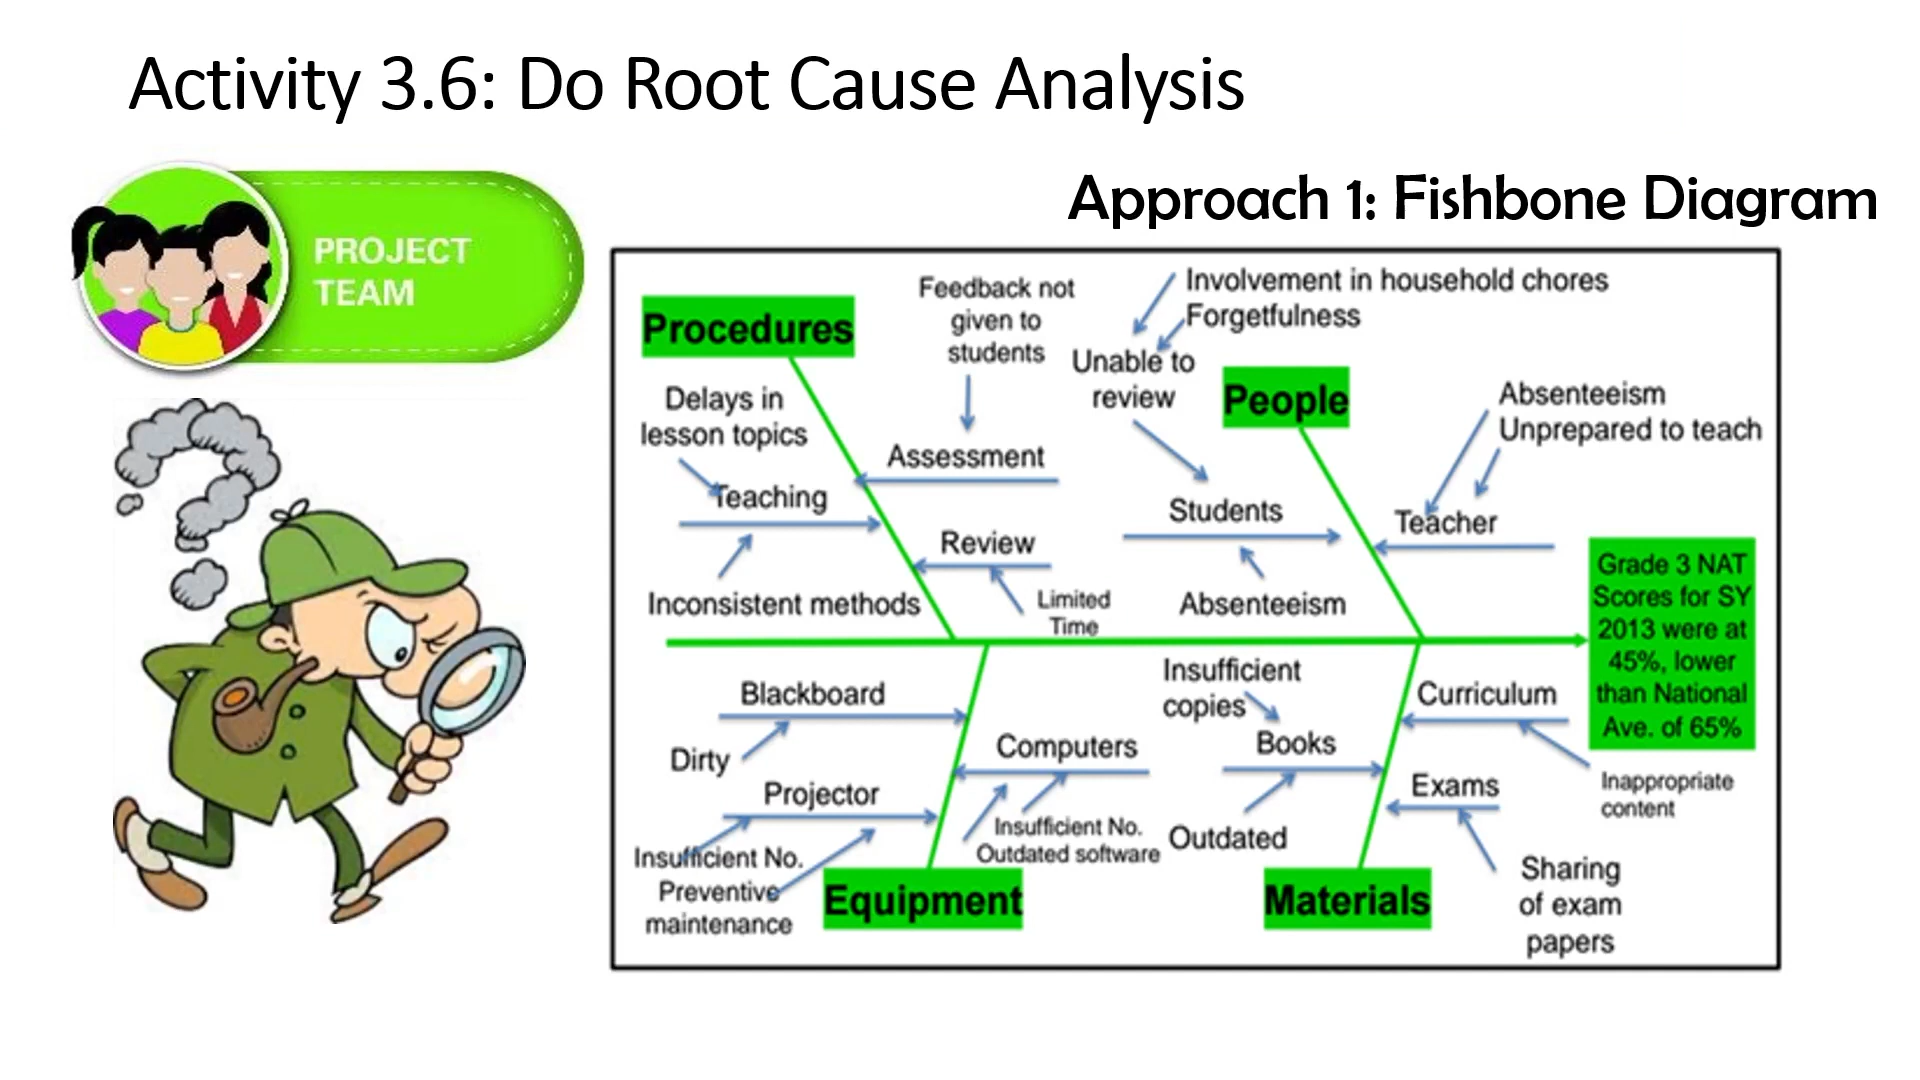 Activity 3.6: Do Root Cause Analysis
PROJECT
TEAM
Approach 1: Fishbone Diagram
Procedures
Feedback not
given to
students
Delays in
lesson topics
Assessment
Teaching
Review
Inconsistent methods
Limited
Time
Involvement in household chores
Forgetfulness
Unable to
review
People
Absenteeism
Unprepared to teach
Students
Teacher
Absenteeism
Grade 3 NAT
Scores for SY
2013 were at
45%, lower
than National
Ave. of 65%
Blackboard
Dirty
Computers
Projector
Insufficient No.
Outdated software
Insufficient No.
Preventive
maintenance
Equipment
Insufficient
copies
Curriculum
Books
Exams
Inappropriate
content
Outdated
Sharing
of exam
papers
Materials